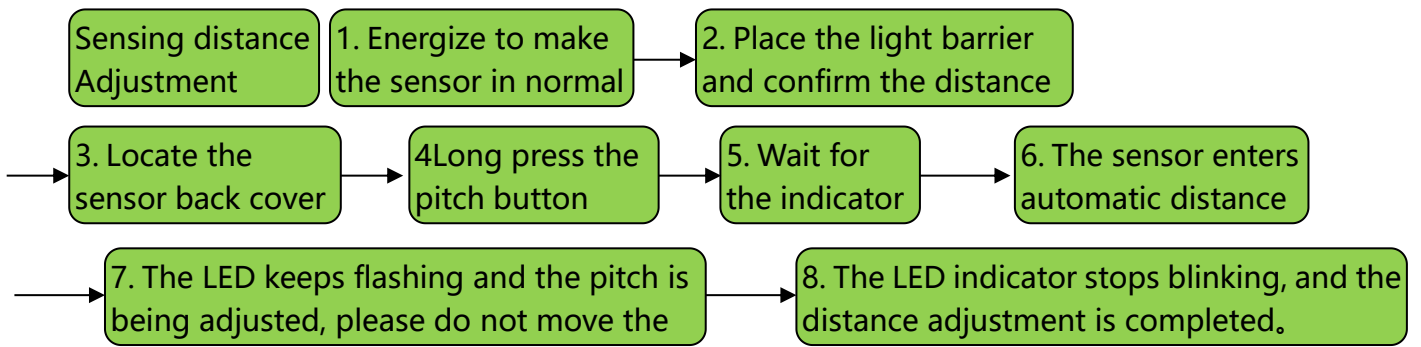 Sensing distance
Adjustment
1. Energize to make
the sensor in normal
2. Place the light barrier
and confirm the distance
3. Locate the
sensor back cover
4Long press the
pitch button
5. Wait for
the indicator
6. The sensor enters
automatic distance
7. The LED keeps flashing and the pitch is
being adjusted, please do not move the
8. The LED indicator stops blinking, and the
distance adjustment is completed。